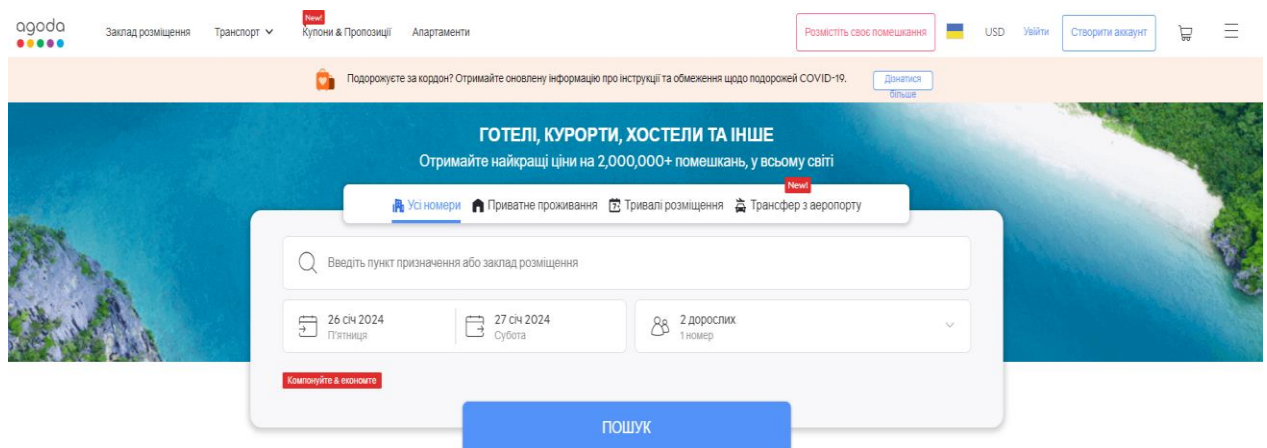 agoda
Заклад розміщення
Транспорт
New!
Купони & Пропозиції
Апартаменти
Розмістіть своє помешкання
USD
Увійти
Створити аккаунт
Подорожуєте за кордон? Отримайте оновлену інформацію про інструкції та обмеження щодо подорожей COVID-19.
Дізнатися
більше
ГОТЕЛІ, КУРОРТИ, ХОСТЕЛИ ТА ІНШЕ
Отримайте найкращі ціни на 2,000,000+ помешкань, у всьому світі
New!
Усі номери
Приватне проживання
Тривалі розміщення
Трансфер з аеропорту
Введіть пункт призначення або заклад розміщення
26 січ 2024
П'ятниця
27 січ 2024
Субота
2 дорослих
1 номер
Компонуйте & економте
ПОШУК